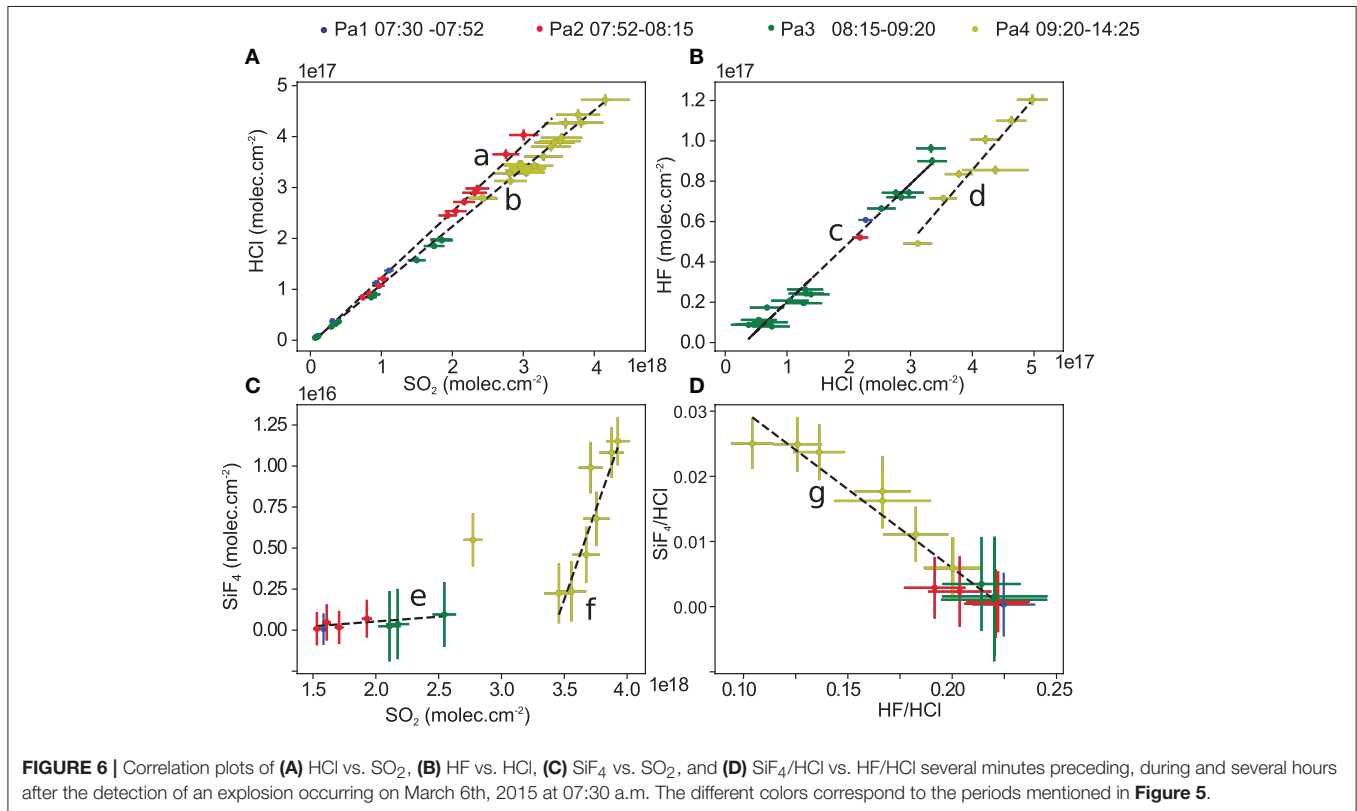 Pa1 07:30 -07:52 Pa2 07:52-08:15 Pa3 08:15-09:20 Pa4 09:20-14:25
A
1e17
5
4
3
2
1
0
HCl (molec.cm-2)
a
b
0 1 2 3 4 1e18
SO2 (molec.cm-2)
B
1e17
1.2
1.0
0.8
0.6
0.4
0.2
0.0
HF (molec.cm-2)
c
d
0 1 2 3 4 5 1e17
HCl (molec.cm-2)
C
1e16
1.25
1.00
0.75
0.50
0.25
0.00
SiF4 (molec.cm-2)
e
f
1.5 2.0 2.5 3.0 3.5 4.0 1e18
SO2 (molec.cm-2)
D
0.03
0.02
0.01
0.00
SiF4/HCl
g
0.10 0.15 0.20 0.25
HF/HCl
FIGURE 6 | Correlation plots of (A) HCl vs. SO2, (B) HF vs. HCl, (C) SiF4 vs. SO2, and (D) SiF4/HCl vs. HF/HCl several minutes preceding, during and several hours
after the detection of an explosion occurring on March 6th, 2015 at 07:30 a.m. The different colors correspond to the periods mentioned in Figure 5.